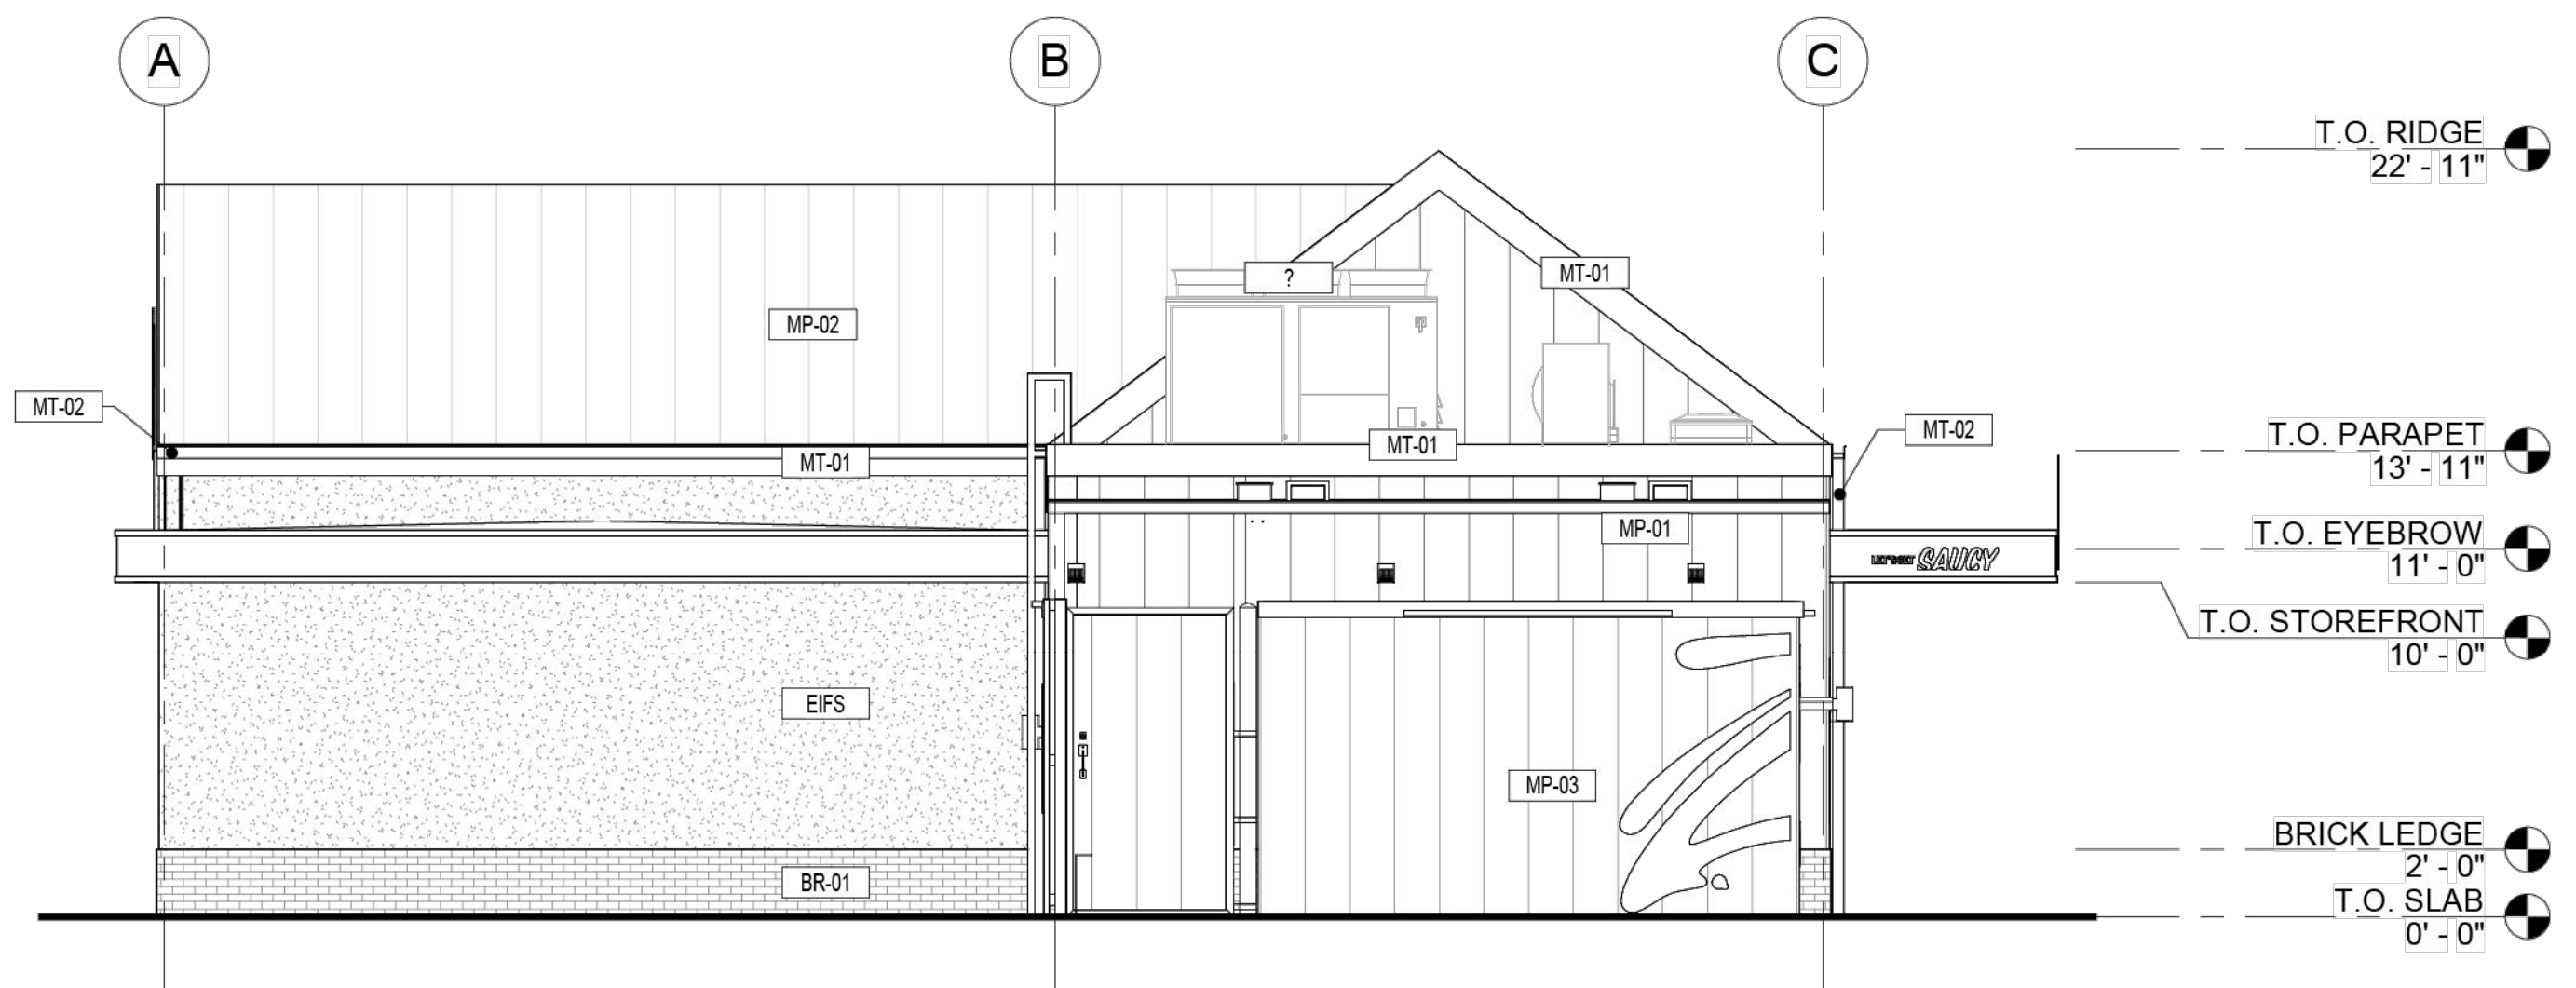 A
B
C
T.O. RIDGE
22' - 11"
?
MT-01
MP-02
MT-02
MT-01
MT-01
MT-02
T.O. PARAPET
13' - 11"
MP-01
T.O. EYEBROW
11' - 0"
LET'S GET SAUCY
T.O. STOREFRONT
10' - 0"
EIFS
MP-03
BRICK LEDGE
2' - 0"
BR-01
T.O. SLAB
0' - 0"